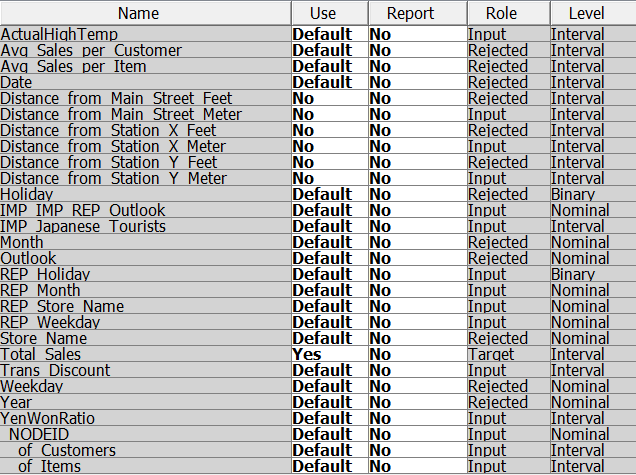 Name Use Report Role Level
ActualHighTemp Default No Input Interval
Avg Sales per Customer Default No Rejected Interval
Avg Sales per Item Default No Rejected Interval
Date Default No Rejected Interval
Distance from Main Street Feet No No Rejected Interval
Distance from Main Street Meter No No Input Interval
Distance from Station X Feet No No Rejected Interval
Distance from Station X Meter No No Input Interval
Distance from Station Y Feet No No Rejected Interval
Distance from Station Y Meter No No Input Interval
Holiday Default No Rejected Binary
IMP IMP REP Outlook Default No Input Nominal
IMP Japanese Tourists Default No Input Interval
Month Default No Rejected Nominal
Outlook Default No Rejected Nominal
REP Holiday Default No Input Binary
REP Month Default No Input Nominal
REP Store Name Default No Input Nominal
REP Weekday Default No Input Nominal
Store Name Default No Rejected Nominal
Total Sales Yes No Target Interval
Trans Discount Default No Input Interval
Weekday Default No Rejected Nominal
Year Default No Rejected Nominal
YenWonRatio Default No Input Interval
NODEID Default No Input Nominal
of Customers Default No Input Interval
of Items Default No Input Interval